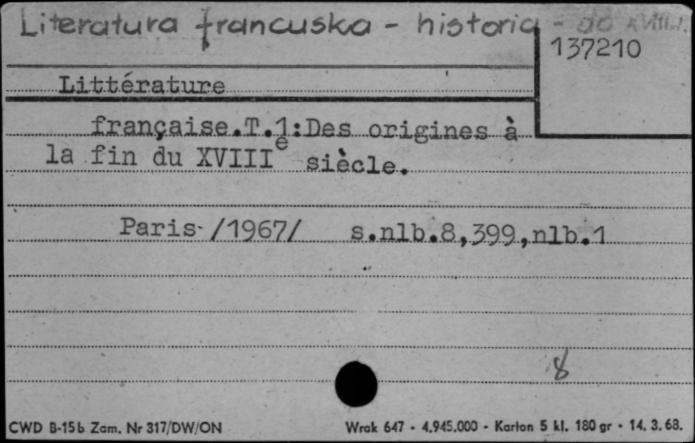 Literatura francuska - historia - do XVIII w.
137210
Littérature
française.T.1:Des origines à
la fin du XVIIIe siècle.
Paris /1967/ s.nlb.8,399,nlb.1
8
CWD B-15b Zam. Nr 317/DW/ON
Wrak 647 - 4.945.000 - Karton 5 kl. 180 gr - 14. 3. 68.